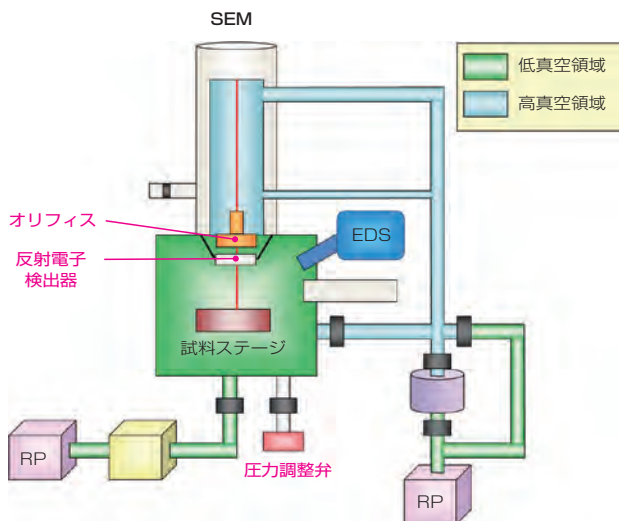 SEM
低真空領域
高真空領域
オリフィス
反射電子
検出器
EDS
試料ステージ
RP
圧力調整弁
RP